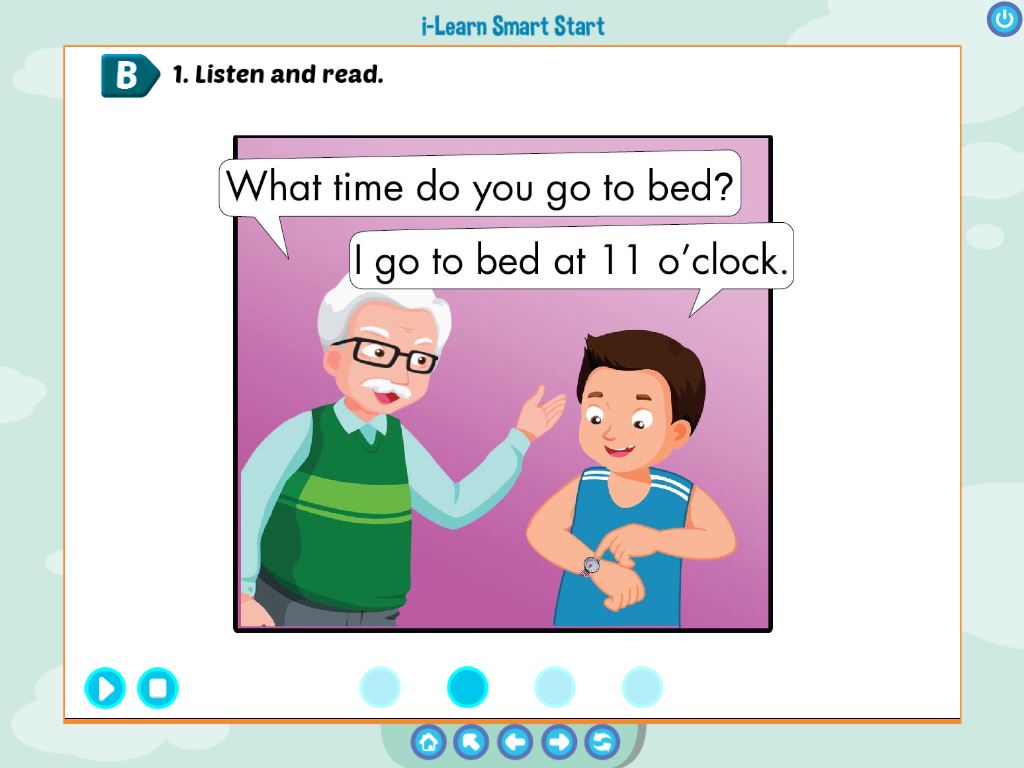 i-Learn Smart Start
B
1. Listen and read.
What time do you go to bed?
I go to bed at 11 o’clock.